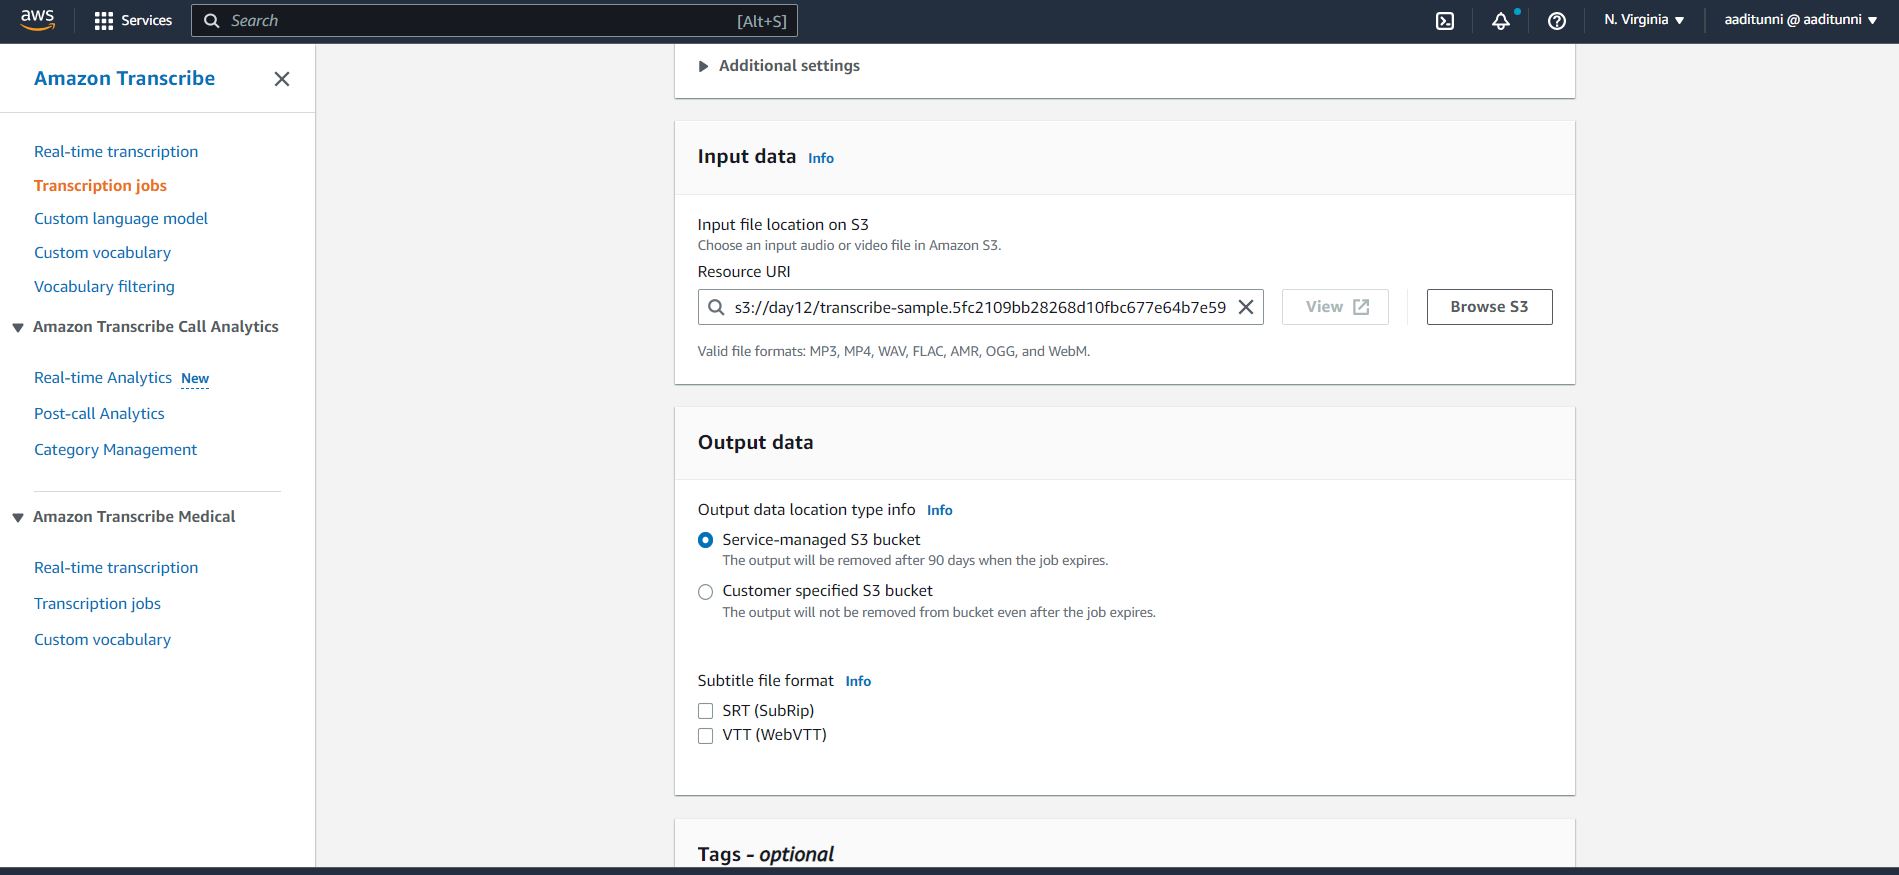 aws
Services
Search [Alt+S]
N. Virginia
aaditunni @ aaditunni
Amazon Transcribe
Real-time transcription
Transcription jobs
Custom language model
Custom vocabulary
Vocabulary filtering
Amazon Transcribe Call Analytics
Real-time Analytics New
Post-call Analytics
Category Management
Amazon Transcribe Medical
Real-time transcription
Transcription jobs
Custom vocabulary
Additional settings
Input data Info
Input file location on S3
Choose an input audio or video file in Amazon S3.
Resource URI
s3://day12/transcribe-sample.5fc2109bb28268d10fbc677e64b7e59
View
Browse S3
Valid file formats: MP3, MP4, WAV, FLAC, AMR, OGG, and WebM.
Output data
Output data location type info Info
Service-managed S3 bucket
The output will be removed after 90 days when the job expires.
Customer specified S3 bucket
The output will not be removed from bucket even after the job expires.
Subtitle file format Info
SRT (SubRip)
VTT (WebVTT)
Tags - optional